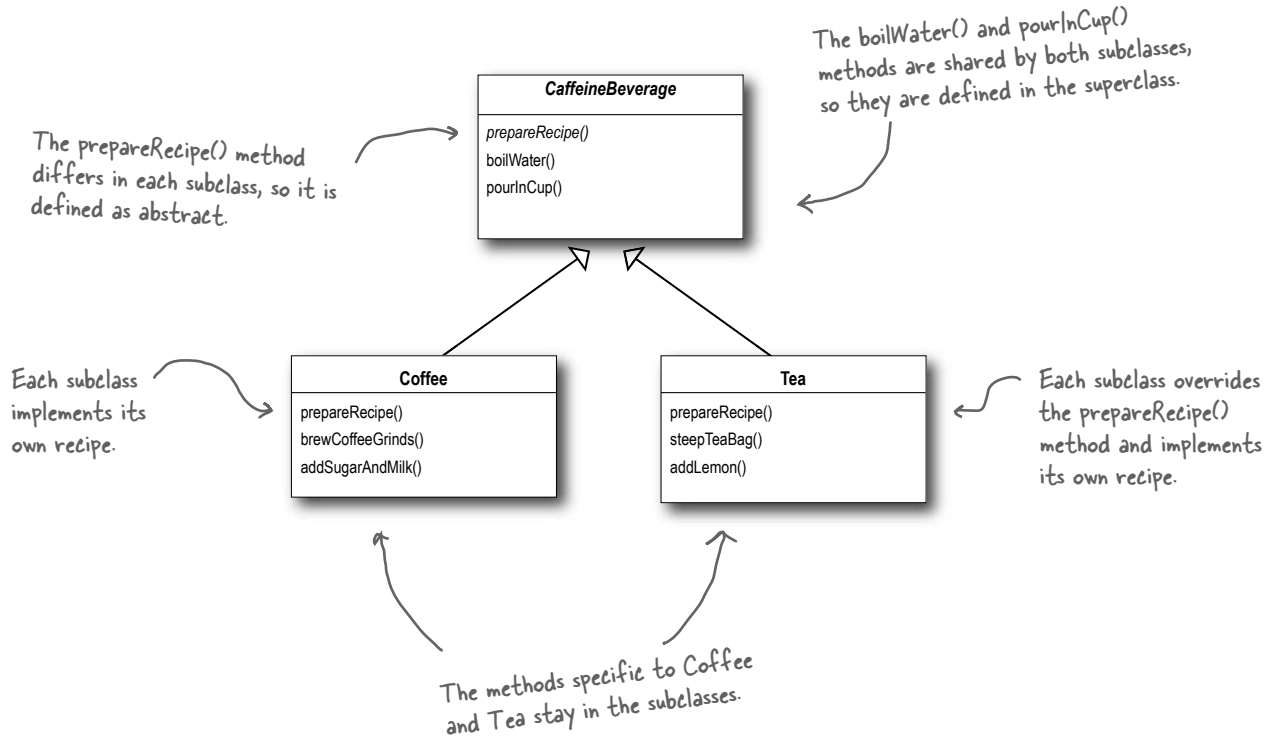 The boilWater() and pourInCup()
methods are shared by both subclasses,
so they are defined in the superclass.
CaffeineBeverage
prepareRecipe()
boilWater()
pourInCup()
The prepareRecipe() method
differs in each subclass, so it is
defined as abstract.
Each subclass
implements its
own recipe.
Coffee
prepareRecipe()
brewCoffeeGrinds()
addSugarAndMilk()
Tea
prepareRecipe()
steepTeaBag()
addLemon()
Each subclass overrides
the prepareRecipe()
method and implements
its own recipe.
The methods specific to Coffee
and Tea stay in the subclasses.